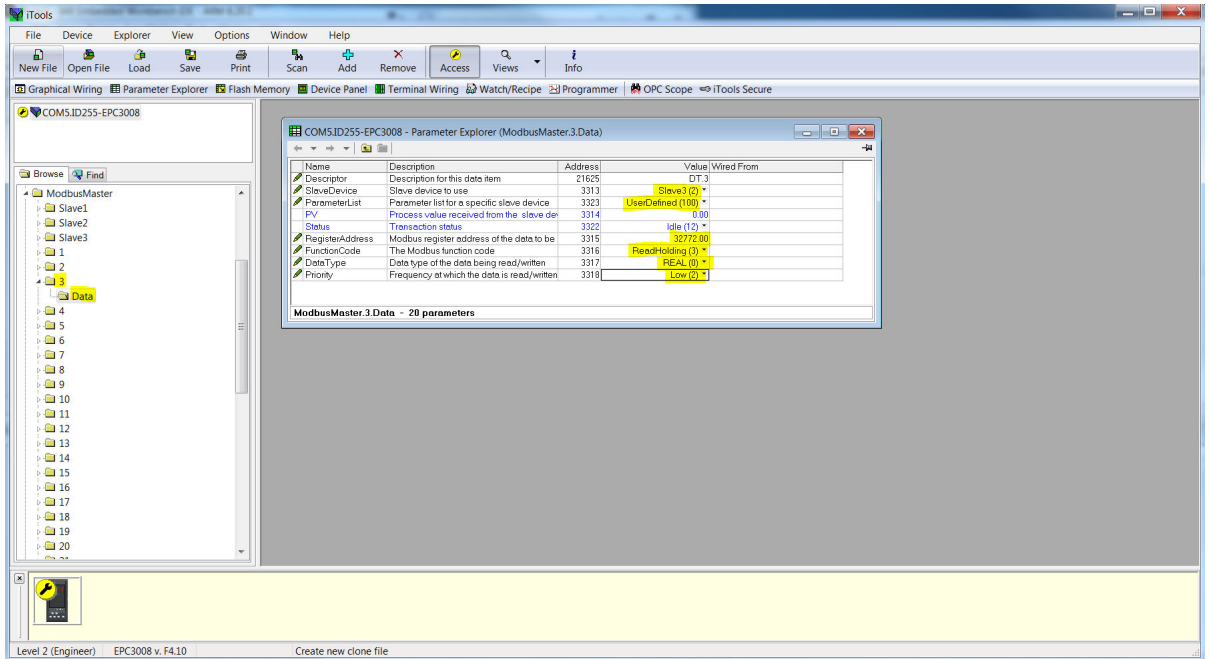 iTools
File Device Explorer View Options Window Help
New File Open File Load Save Print Scan Add Remove Access Views Info
Graphical Wiring Parameter Explorer Flash Memory Device Panel Terminal Wiring Watch/Recipe Programmer OPC Scope iTools Secure
COM5.ID255-EPC3008
Browse Find
ModbusMaster
Slave1
Slave2
Slave3
1
2
3
Data
4
5
6
7
8
9
10
11
12
13
14
15
16
17
18
19
20
COM5.ID255-EPC3008 - Parameter Explorer (ModbusMaster.3.Data)
Name Description Address Value Wired From
Descriptor Description for this data item 21625 DT.3
SlaveDevice Slave device to use 3313 Slave3 (2)
ParameterList Parameter list for a specific slave device 3323 UserDefined (100)
PV Process value received from the slave dev 3314 0.00
Status Transaction status 3322 Idle (12)
RegisterAddress Modbus register address of the data to be 3315 32772.00
FunctionCode The Modbus function code 3316 ReadHolding (3)
DataType Data type of the data being read/written 3317 REAL (0)
Priority Frequency at which the data is read/written 3318 Low (2)
ModbusMaster.3.Data - 20 parameters
Level 2 (Engineer) EPC3008 v. F4.10 Create new clone file